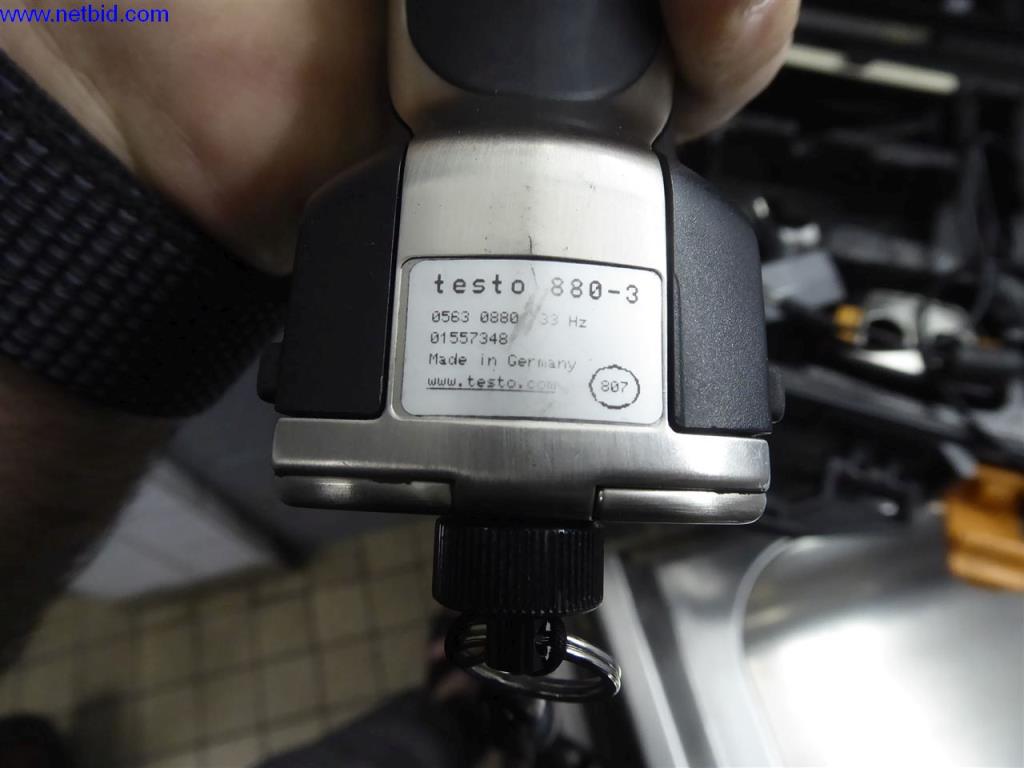 www.netbid.com
testo 880-3
0563 0880 33 Hz
01557348
Made in Germany
www.testo.com
807